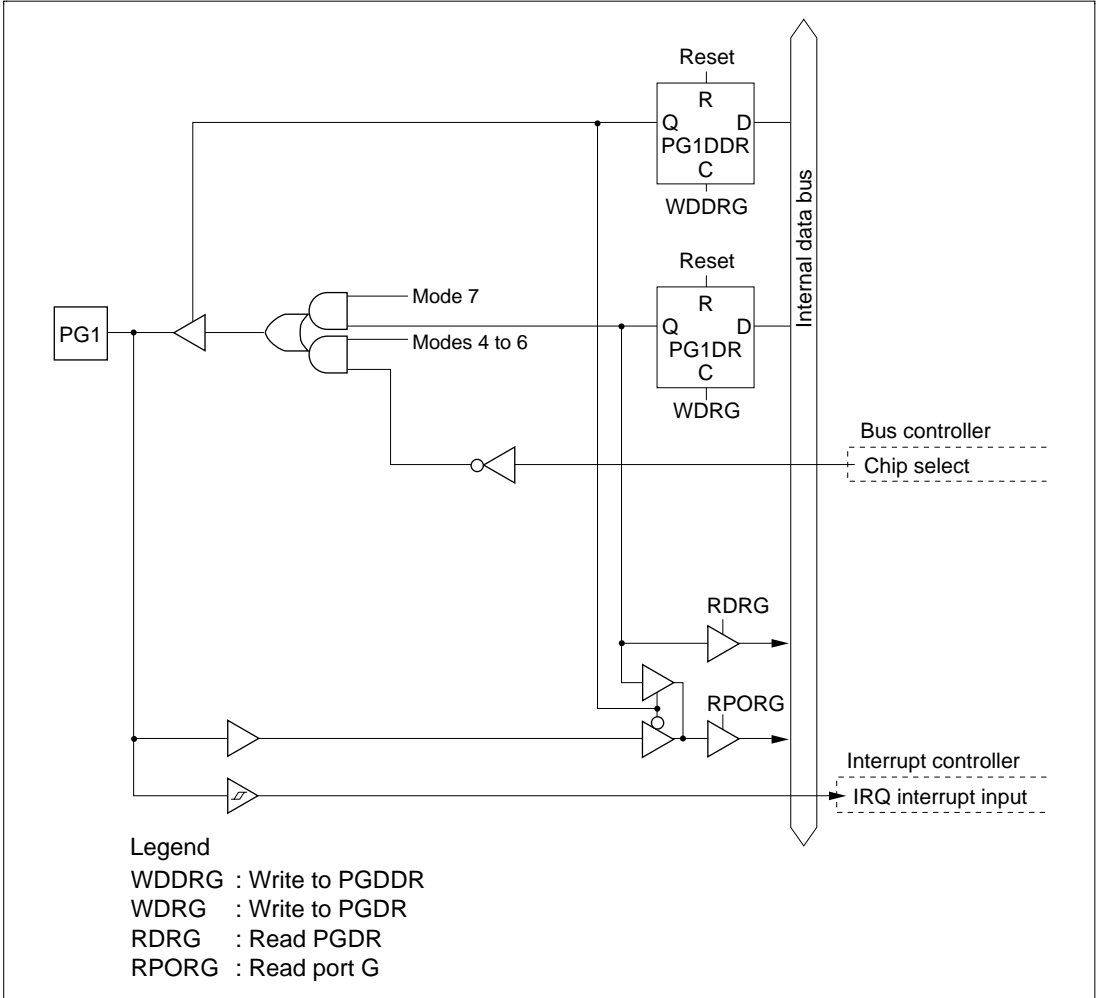 Reset
R
Q D
PG1DDR
C
WDDRG
Internal data bus
Reset
R
Q D
PG1DR
C
WDRG
Mode 7
PG1
Modes 4 to 6
Bus controller
Chip select
RDRG
RPORG
Interrupt controller
IRQ interrupt input
Legend
WDDRG : Write to PGDDR
WDRG : Write to PGDR
RDRG : Read PGDR
RPORG : Read port G